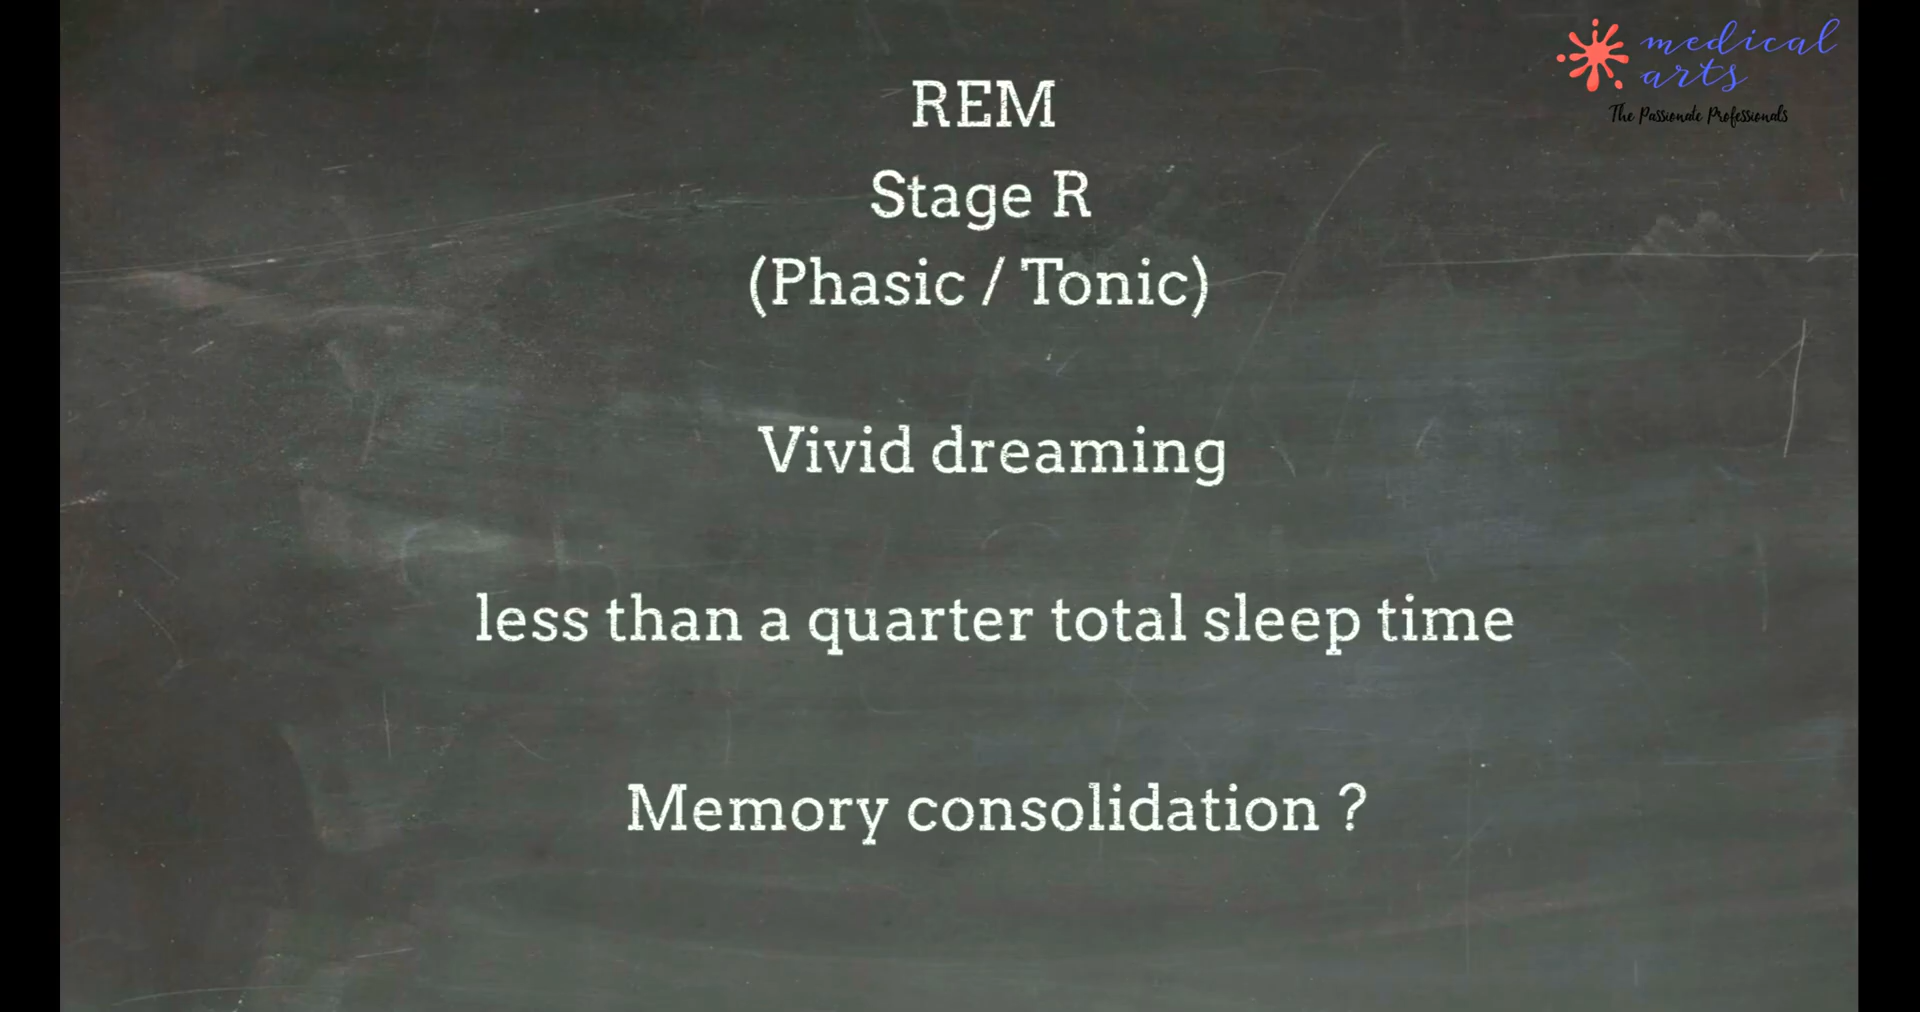 medical
arts
The Passionate Professionals
REM
Stage R
(Phasic / Tonic)
Vivid dreaming
less than a quarter total sleep time
Memory consolidation ?